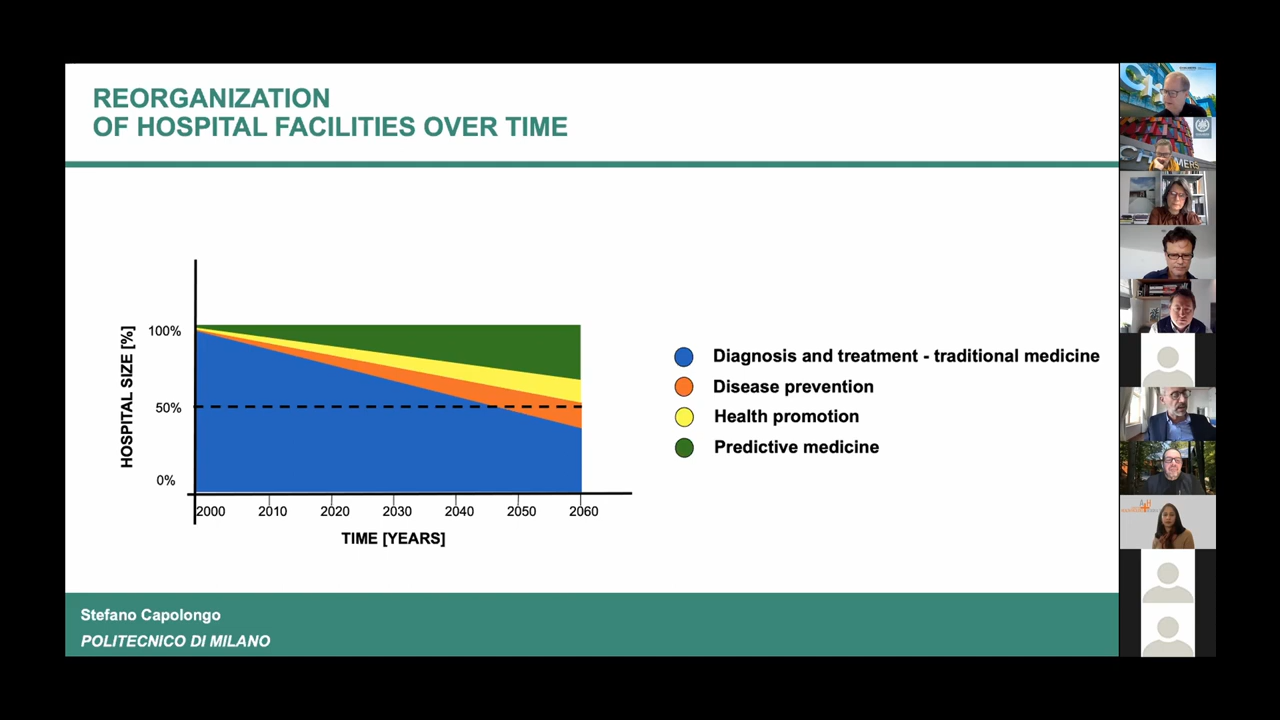 REORGANIZATION
OF HOSPITAL FACILITIES OVER TIME
HOSPITAL SIZE [%]
100%
50%
0%
2000 2010 2020 2030 2040 2050 2060
TIME [YEARS]
Diagnosis and treatment - traditional medicine
Disease prevention
Health promotion
Predictive medicine
Stefano Capolongo
POLITECNICO DI MILANO